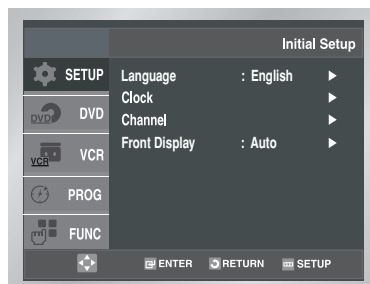 Initial Setup
SETUP
Language : English ►
Clock ►
Channel ►
Front Display : Auto ►
DVD DVD
VCR VCR
PROG
FUNC
ENTER RETURN SETUP